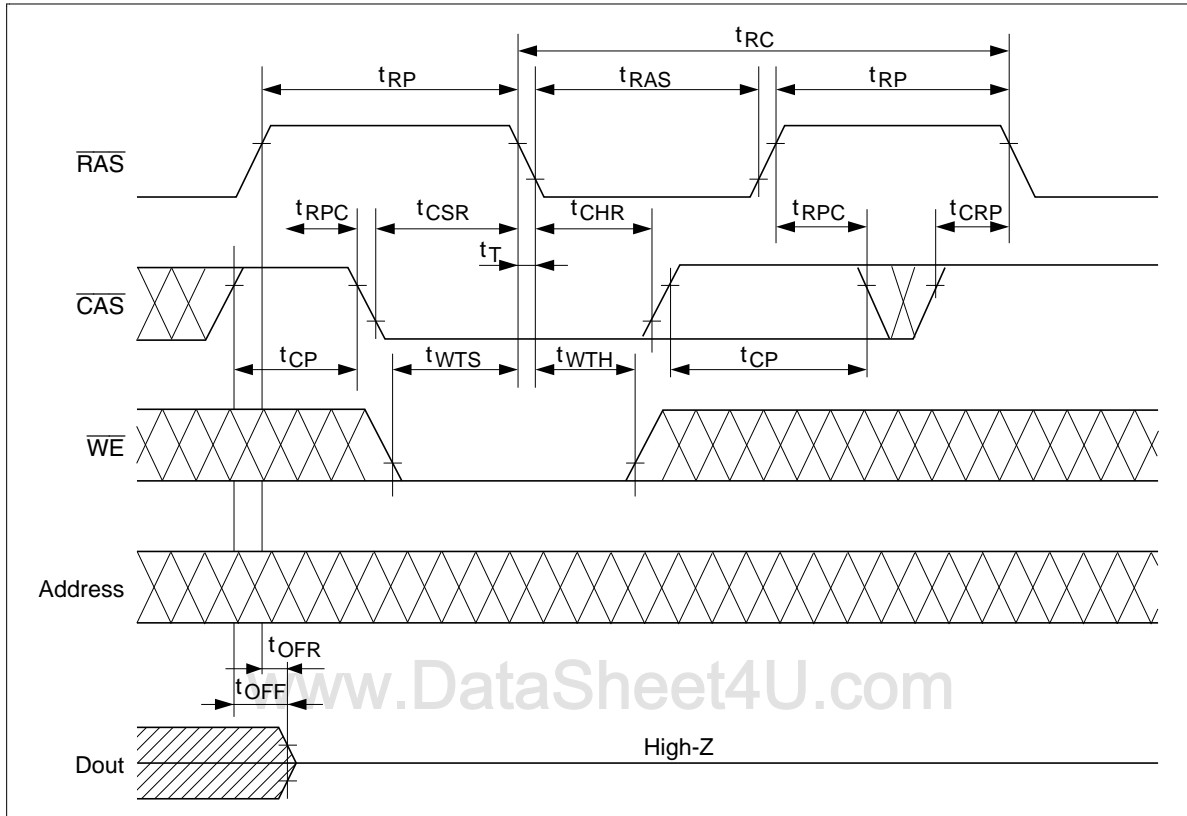 tRC
tRP
tRAS
tRP
RAS
tRPC
tCSR
tCHR
tRPC
tCRP
tT
CAS
tCP
tWTS
tWTH
tCP
WE
Address
tOFR
tOFF
www.DataSheet4U.com
High-Z
Dout